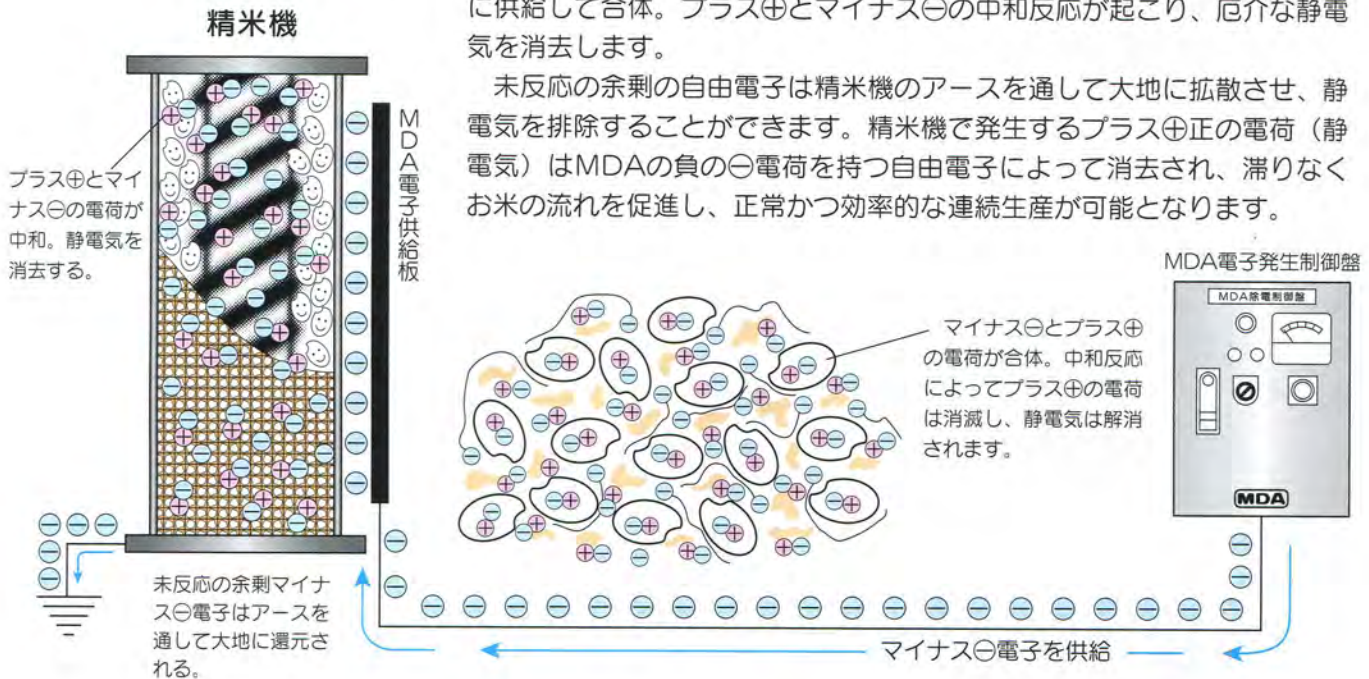 に供給して合体。プラス⊕とマイナス⊖の中和反応が起こり、厄介な静電
気を消去します。
　未反応の余剰の自由電子は精米機のアースを通して大地に拡散させ、静
電気を排除することができます。精米機で発生するプラス⊕正の電荷（静
電気）はMDAの負の⊖電荷を持つ自由電子によって消去され、滞りなく
お米の流れを促進し、正常かつ効率的な連続生産が可能となります。
精米機
プラス⊕とマイ
ナス⊖の電荷が
中和。静電気を
消去する。
MDA電子供給板
マイナス⊖とプラス⊕
の電荷が合体。中和反応
によってプラス⊕の電荷
は消滅し、静電気は解消
されます。
MDA電子発生制御盤
MDA除電制御盤
MDA
未反応の余剰マイナ
ス⊖電子はアースを
通して大地に還元さ
れる。
マイナス⊖電子を供給